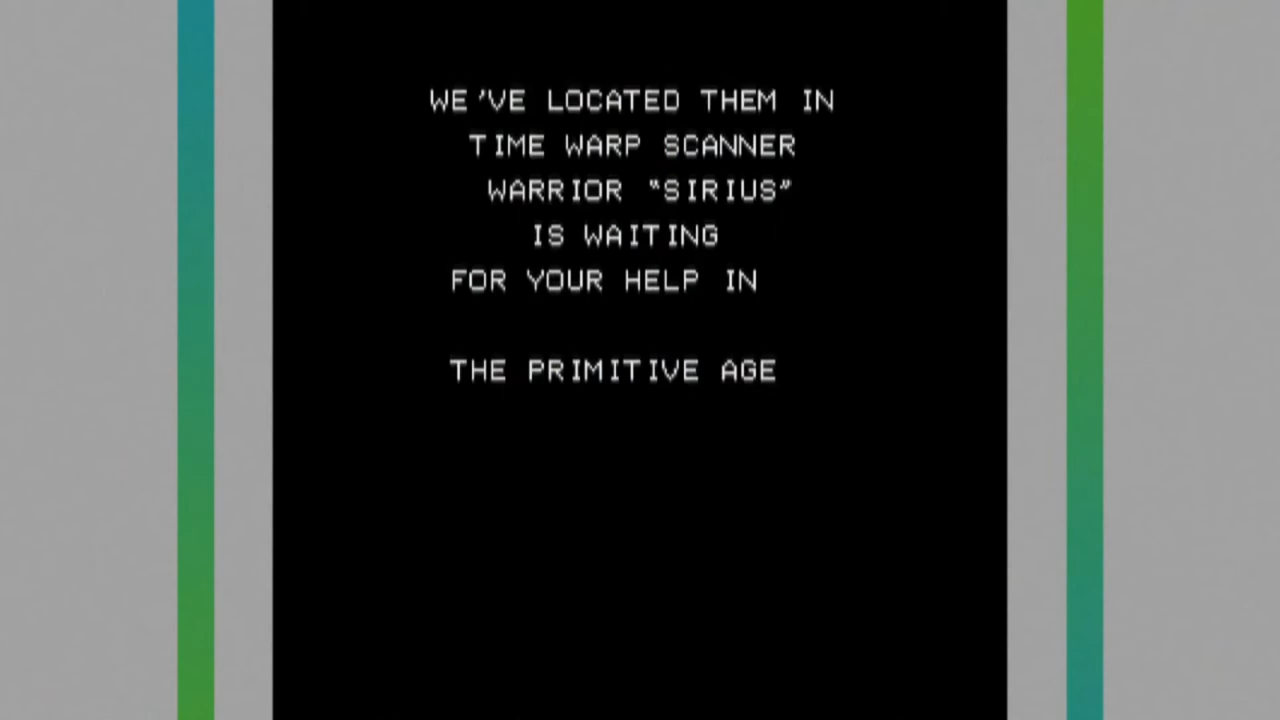 WE'VE LOCATED THEM IN
TIME WARP SCANNER
WARRIOR "SIRIUS"
IS WAITING
FOR YOUR HELP IN
THE PRIMITIVE AGE